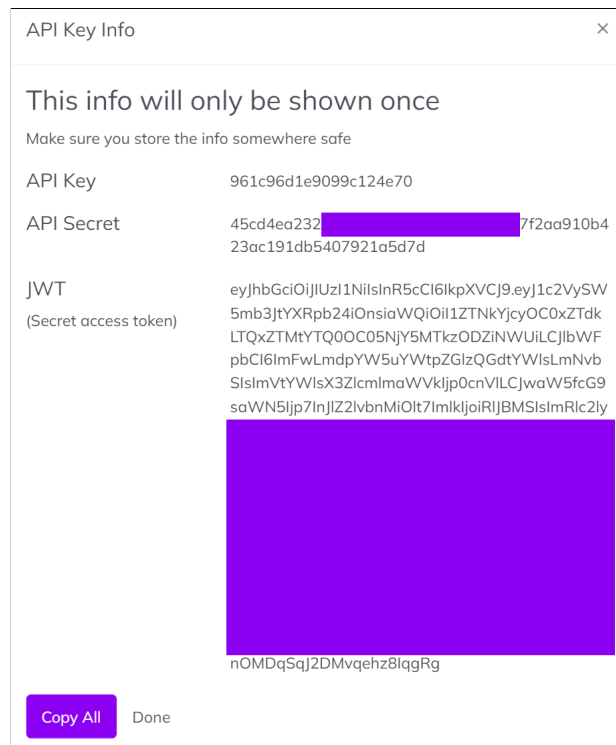 API Key Info
×
This info will only be shown once
Make sure you store the info somewhere safe
API Key 961c96d1e9099c124e70
API Secret 45cd4ea232 7f2aa910b4
23ac191db5407921a5d7d
JWT eyJhbGciOiJIUzI1NiIsInR5cCI6IkpXVCJ9.eyJ1c2VySW
(Secret access token) 5mb3JtYXRpb24iOnsiaWQiOiI1ZTNkYjcyOC0xZTdk
LTQxZTMtYTQ0OC05NjY5MTkzODZiNWUiLCJlbWF
pbCI6ImFwLmdpYW5uYWtpZGlzQGdtYWlsLmNvb
SIsImVtYWlsX3ZlcmlmaWVkIjp0cnVlLCJwaW5fcG9
saWN5Ijp7InJlZ2lvbnMiOlt7ImlkIjoiRlJBMSIsImRlc2ly
nOMDqSqJ2DMvqehz8lqgRg
Copy All Done